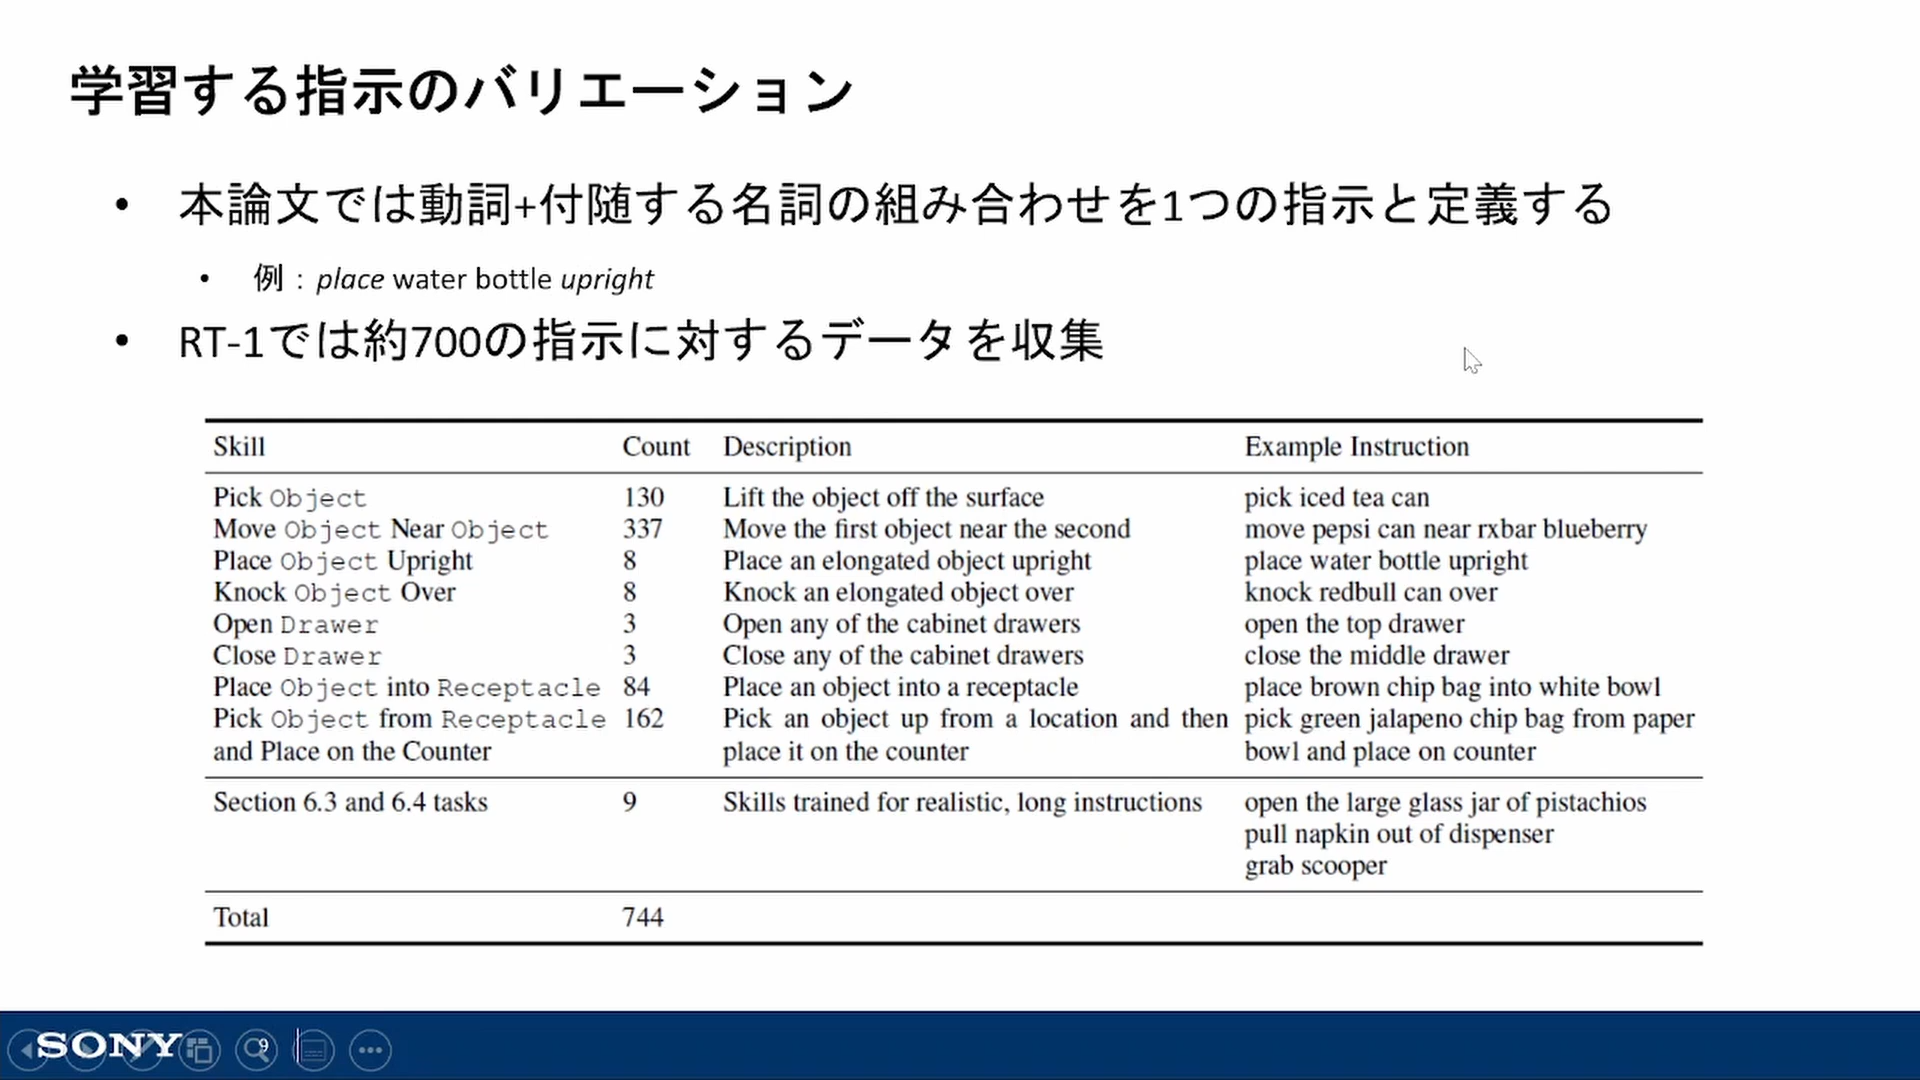 学習する指示のバリエーション
• 本論文では動詞+付随する名詞の組み合わせを1つの指示と定義する
• 例：place water bottle upright
• RT-1では約700の指示に対するデータを収集
Skill Count Description Example Instruction
Pick Object 130 Lift the object off the surface pick iced tea can
Move Object Near Object 337 Move the first object near the second move pepsi can near rxbar blueberry
Place Object Upright 8 Place an elongated object upright place water bottle upright
Knock Object Over 8 Knock an elongated object over knock redbull can over
Open Drawer 3 Open any of the cabinet drawers open the top drawer
Close Drawer 3 Close any of the cabinet drawers close the middle drawer
Place Object into Receptacle 84 Place an object into a receptacle place brown chip bag into white bowl
Pick Object from Receptacle 162 Pick an object up from a location and then pick green jalapeno chip bag from paper
and Place on the Counter place it on the counter bowl and place on counter
Section 6.3 and 6.4 tasks 9 Skills trained for realistic, long instructions open the large glass jar of pistachios
pull napkin out of dispenser
grab scooper
Total 744
SONY 9